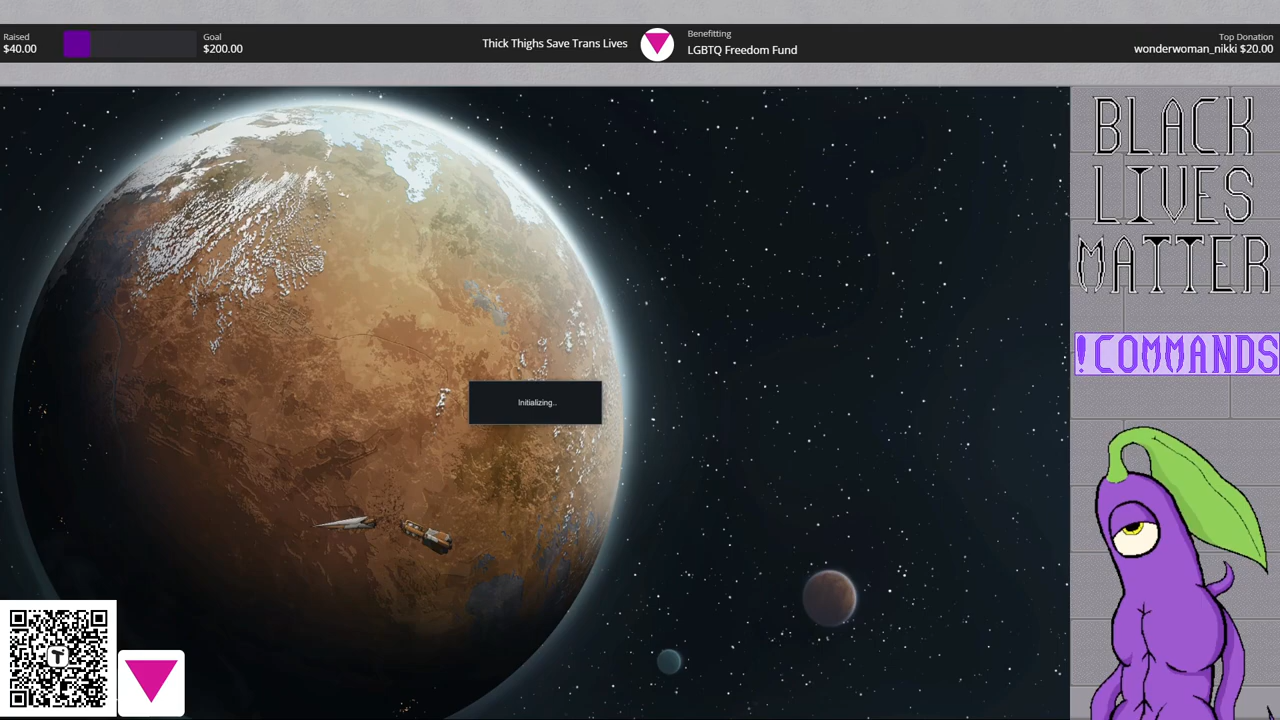 Raised
$40.00
Goal
$200.00
Thick Thighs Save Trans Lives
Benefitting
LGBTQ Freedom Fund
Top Donation
wonderwoman_nikki $20.00
BLACK
LIVES
MATTER
!COMMANDS
Initializing..
T